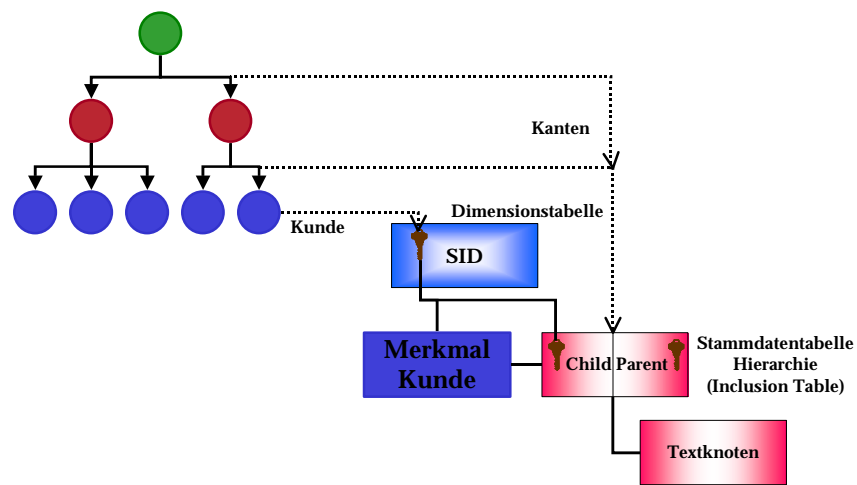 Kanten
Dimensionstabelle
Kunde
SID
Merkmal
Kunde
Child Parent
Stammdatentabelle
Hierarchie
(Inclusion Table)
Textknoten